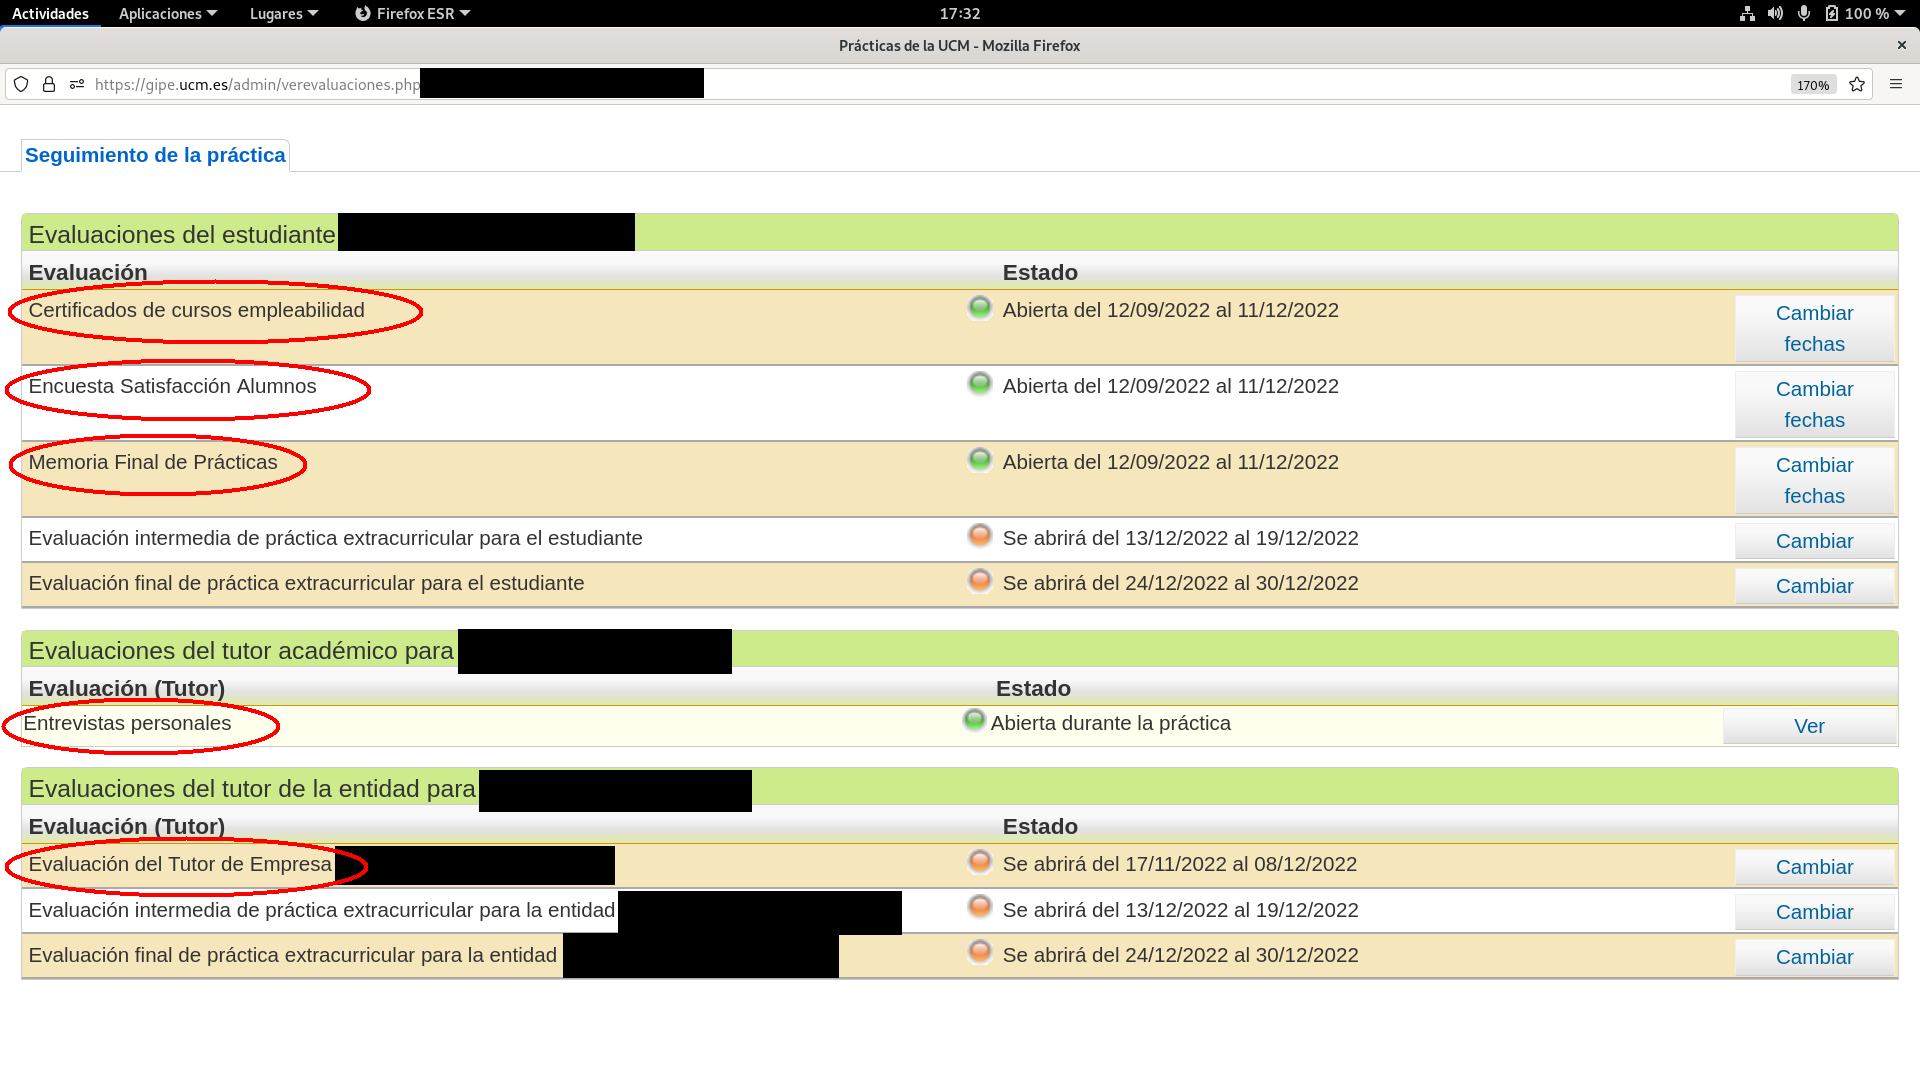 Actividades Aplicaciones Lugares Firefox ESR 17:32 100 %
Prácticas de la UCM - Mozilla Firefox
https://gipe.ucm.es/admin/verevaluaciones.php 170%
Seguimiento de la práctica
Evaluaciones del estudiante
Evaluación Estado
Certificados de cursos empleabilidad Abierta del 12/09/2022 al 11/12/2022 Cambiar
fechas
Encuesta Satisfacción Alumnos Abierta del 12/09/2022 al 11/12/2022 Cambiar
fechas
Memoria Final de Prácticas Abierta del 12/09/2022 al 11/12/2022 Cambiar
fechas
Evaluación intermedia de práctica extracurricular para el estudiante Se abrirá del 13/12/2022 al 19/12/2022 Cambiar
Evaluación final de práctica extracurricular para el estudiante Se abrirá del 24/12/2022 al 30/12/2022 Cambiar
Evaluaciones del tutor académico para
Evaluación (Tutor) Estado
Entrevistas personales Abierta durante la práctica Ver
Evaluaciones del tutor de la entidad para
Evaluación (Tutor) Estado
Evaluación del Tutor de Empresa Se abrirá del 17/11/2022 al 08/12/2022 Cambiar
Evaluación intermedia de práctica extracurricular para la entidad Se abrirá del 13/12/2022 al 19/12/2022 Cambiar
Evaluación final de práctica extracurricular para la entidad Se abrirá del 24/12/2022 al 30/12/2022 Cambiar